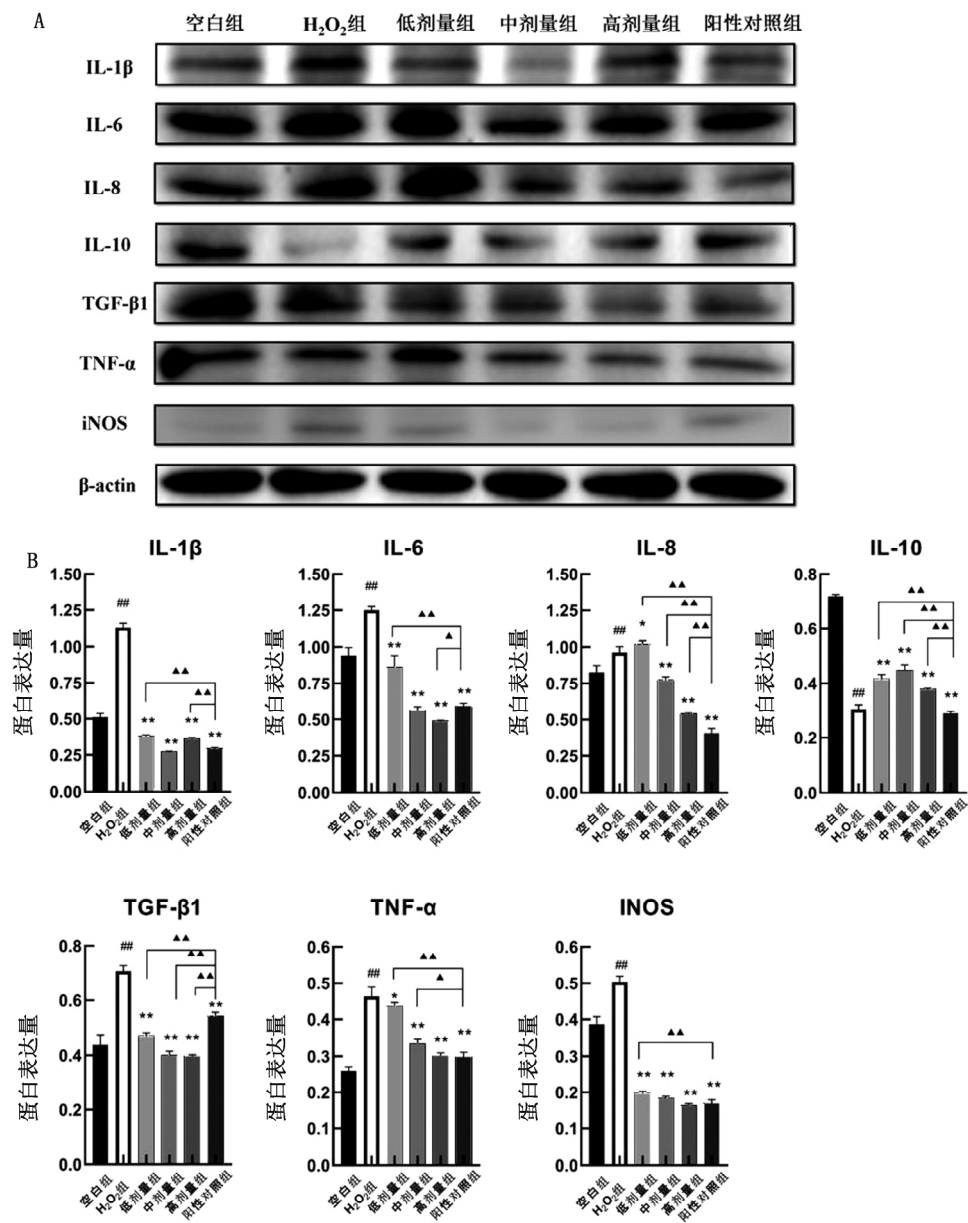 A
空白组 H₂O₂组 低剂量组 中剂量组 高剂量组 阳性对照组
IL-1β
IL-6
IL-8
IL-10
TGF-β1
TNF-α
iNOS
β-actin
B
IL-1β
蛋白表达量
1.50
1.25
1.00
0.75
0.50
0.25
0.00
##
**
**
**
**
▲▲
▲▲
空白组
H₂O₂组
低剂量组
中剂量组
高剂量组
阳性对照组
IL-6
蛋白表达量
1.50
1.25
1.00
0.75
0.50
0.25
0.00
##
**
**
**
**
▲▲
▲
空白组
H₂O₂组
低剂量组
中剂量组
高剂量组
阳性对照组
IL-8
蛋白表达量
1.50
1.25
1.00
0.75
0.50
0.25
0.00
##
*
**
**
**
▲▲
▲▲
▲▲
空白组
H₂O₂组
低剂量组
中剂量组
高剂量组
阳性对照组
IL-10
蛋白表达量
0.8
0.6
0.4
0.2
0.0
##
**
**
**
**
▲▲
▲▲
▲▲
空白组
H₂O₂组
低剂量组
中剂量组
高剂量组
阳性对照组
TGF-β1
蛋白表达量
0.8
0.6
0.4
0.2
0.0
##
**
**
**
**
▲▲
▲▲
▲▲
空白组
H₂O₂组
低剂量组
中剂量组
高剂量组
阳性对照组
TNF-α
蛋白表达量
0.6
0.5
0.4
0.3
0.2
0.1
0.0
##
*
**
**
**
▲▲
▲
空白组
H₂O₂组
低剂量组
中剂量组
高剂量组
阳性对照组
INOS
蛋白表达量
0.6
0.5
0.4
0.3
0.2
0.1
0.0
##
**
**
**
**
▲▲
空白组
H₂O₂组
低剂量组
中剂量组
高剂量组
阳性对照组